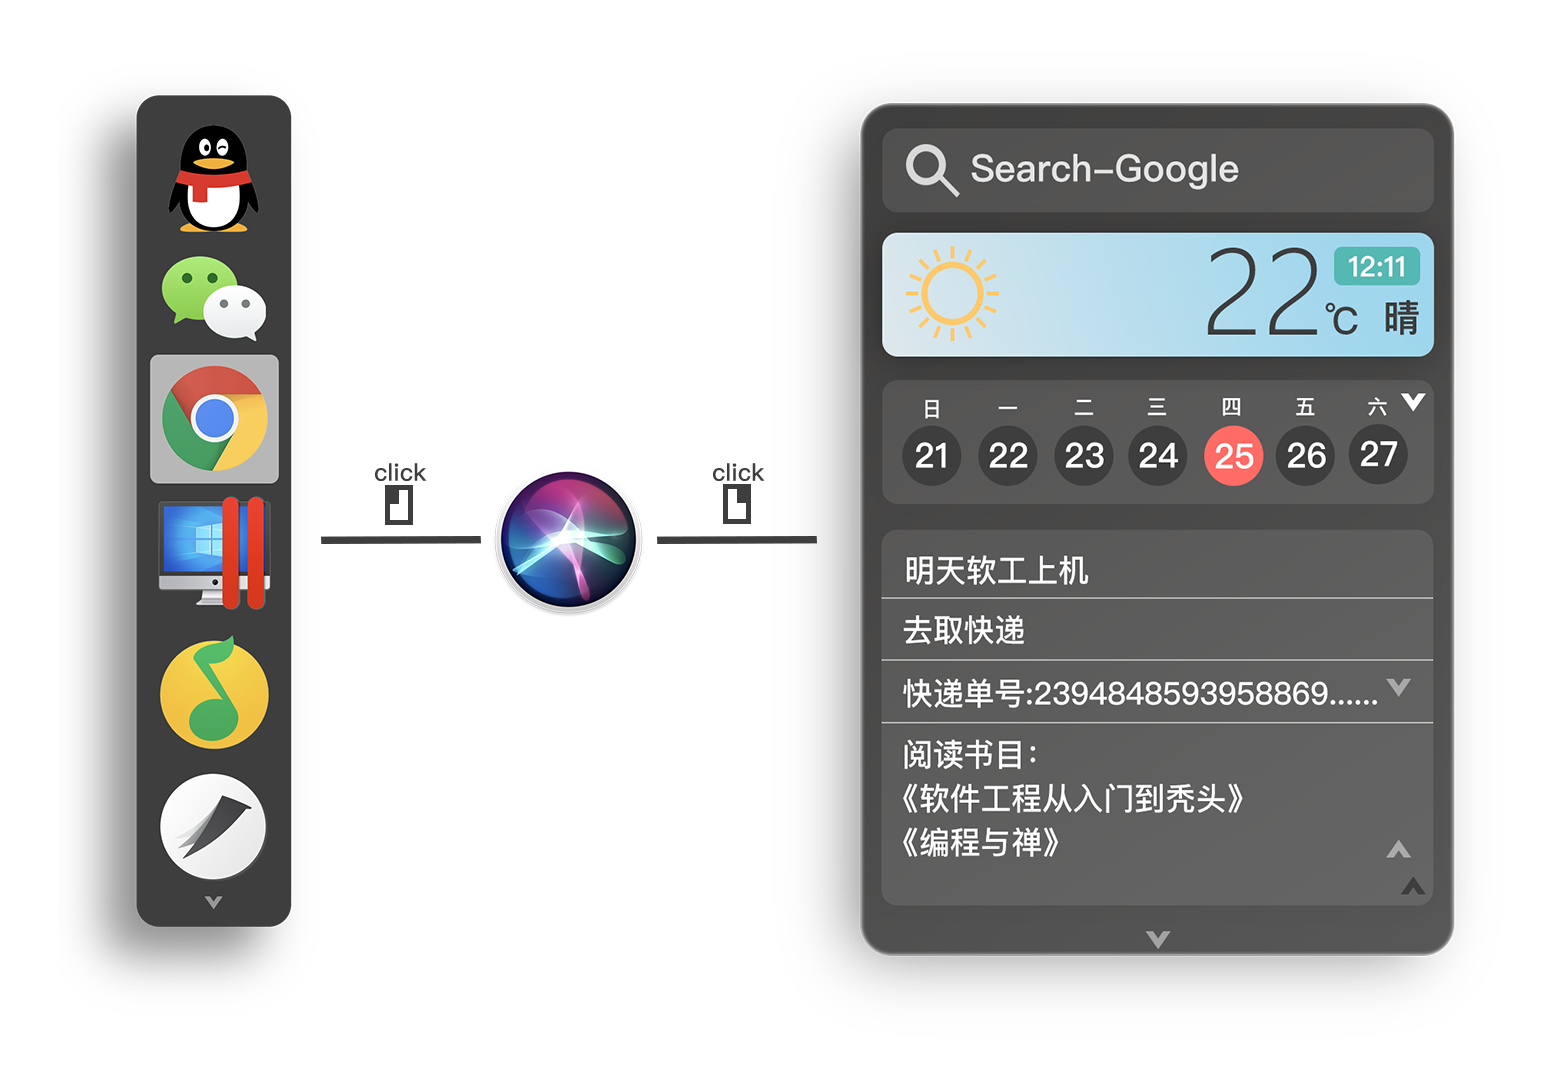 click
click
Search-Google
22℃
12:11
晴
日 一 二 三 四 五 六
21 22 23 24 25 26 27
明天软工上机
去取快递
快递单号:2394848593958869......
阅读书目：
《软件工程从入门到秃头》
《编程与禅》